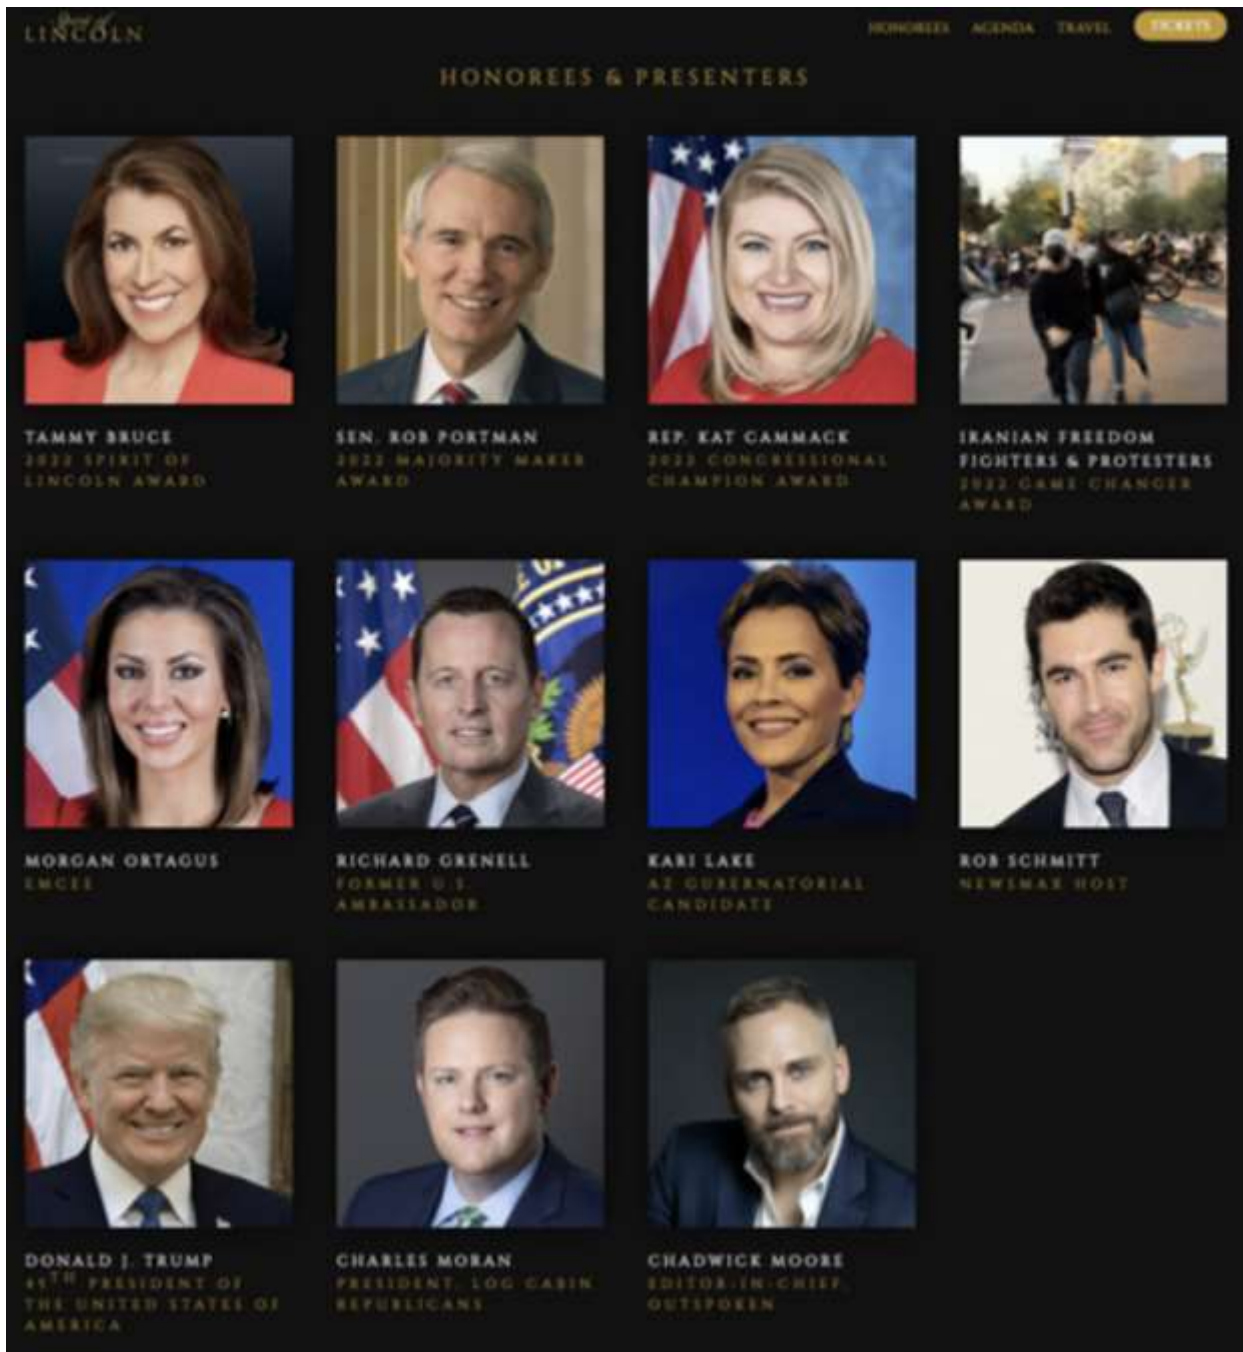 Spirit of
LINCOLN
HONOREES AGENDA TRAVEL TICKETS
HONOREES & PRESENTERS
TAMMY BRUCE
2022 SPIRIT OF
LINCOLN AWARD
SEN. ROB PORTMAN
2022 MAJORITY MAKER
AWARD
REP. KAT CAMMACK
2022 CONGRESSIONAL
CHAMPION AWARD
IRANIAN FREEDOM
FIGHTERS & PROTESTERS
2022 GAME CHANGER
AWARD
MORGAN ORTAGUS
EMCEE
RICHARD GRENELL
FORMER U.S.
AMBASSADOR
KARI LAKE
AZ GUBERNATORIAL
CANDIDATE
ROB SCHMITT
NEWSMAX HOST
DONALD J. TRUMP
45TH PRESIDENT OF
THE UNITED STATES OF
AMERICA
CHARLES MORAN
PRESIDENT, LOG CABIN
REPUBLICANS
CHADWICK MOORE
EDITOR-IN-CHIEF,
OUTSPOKEN